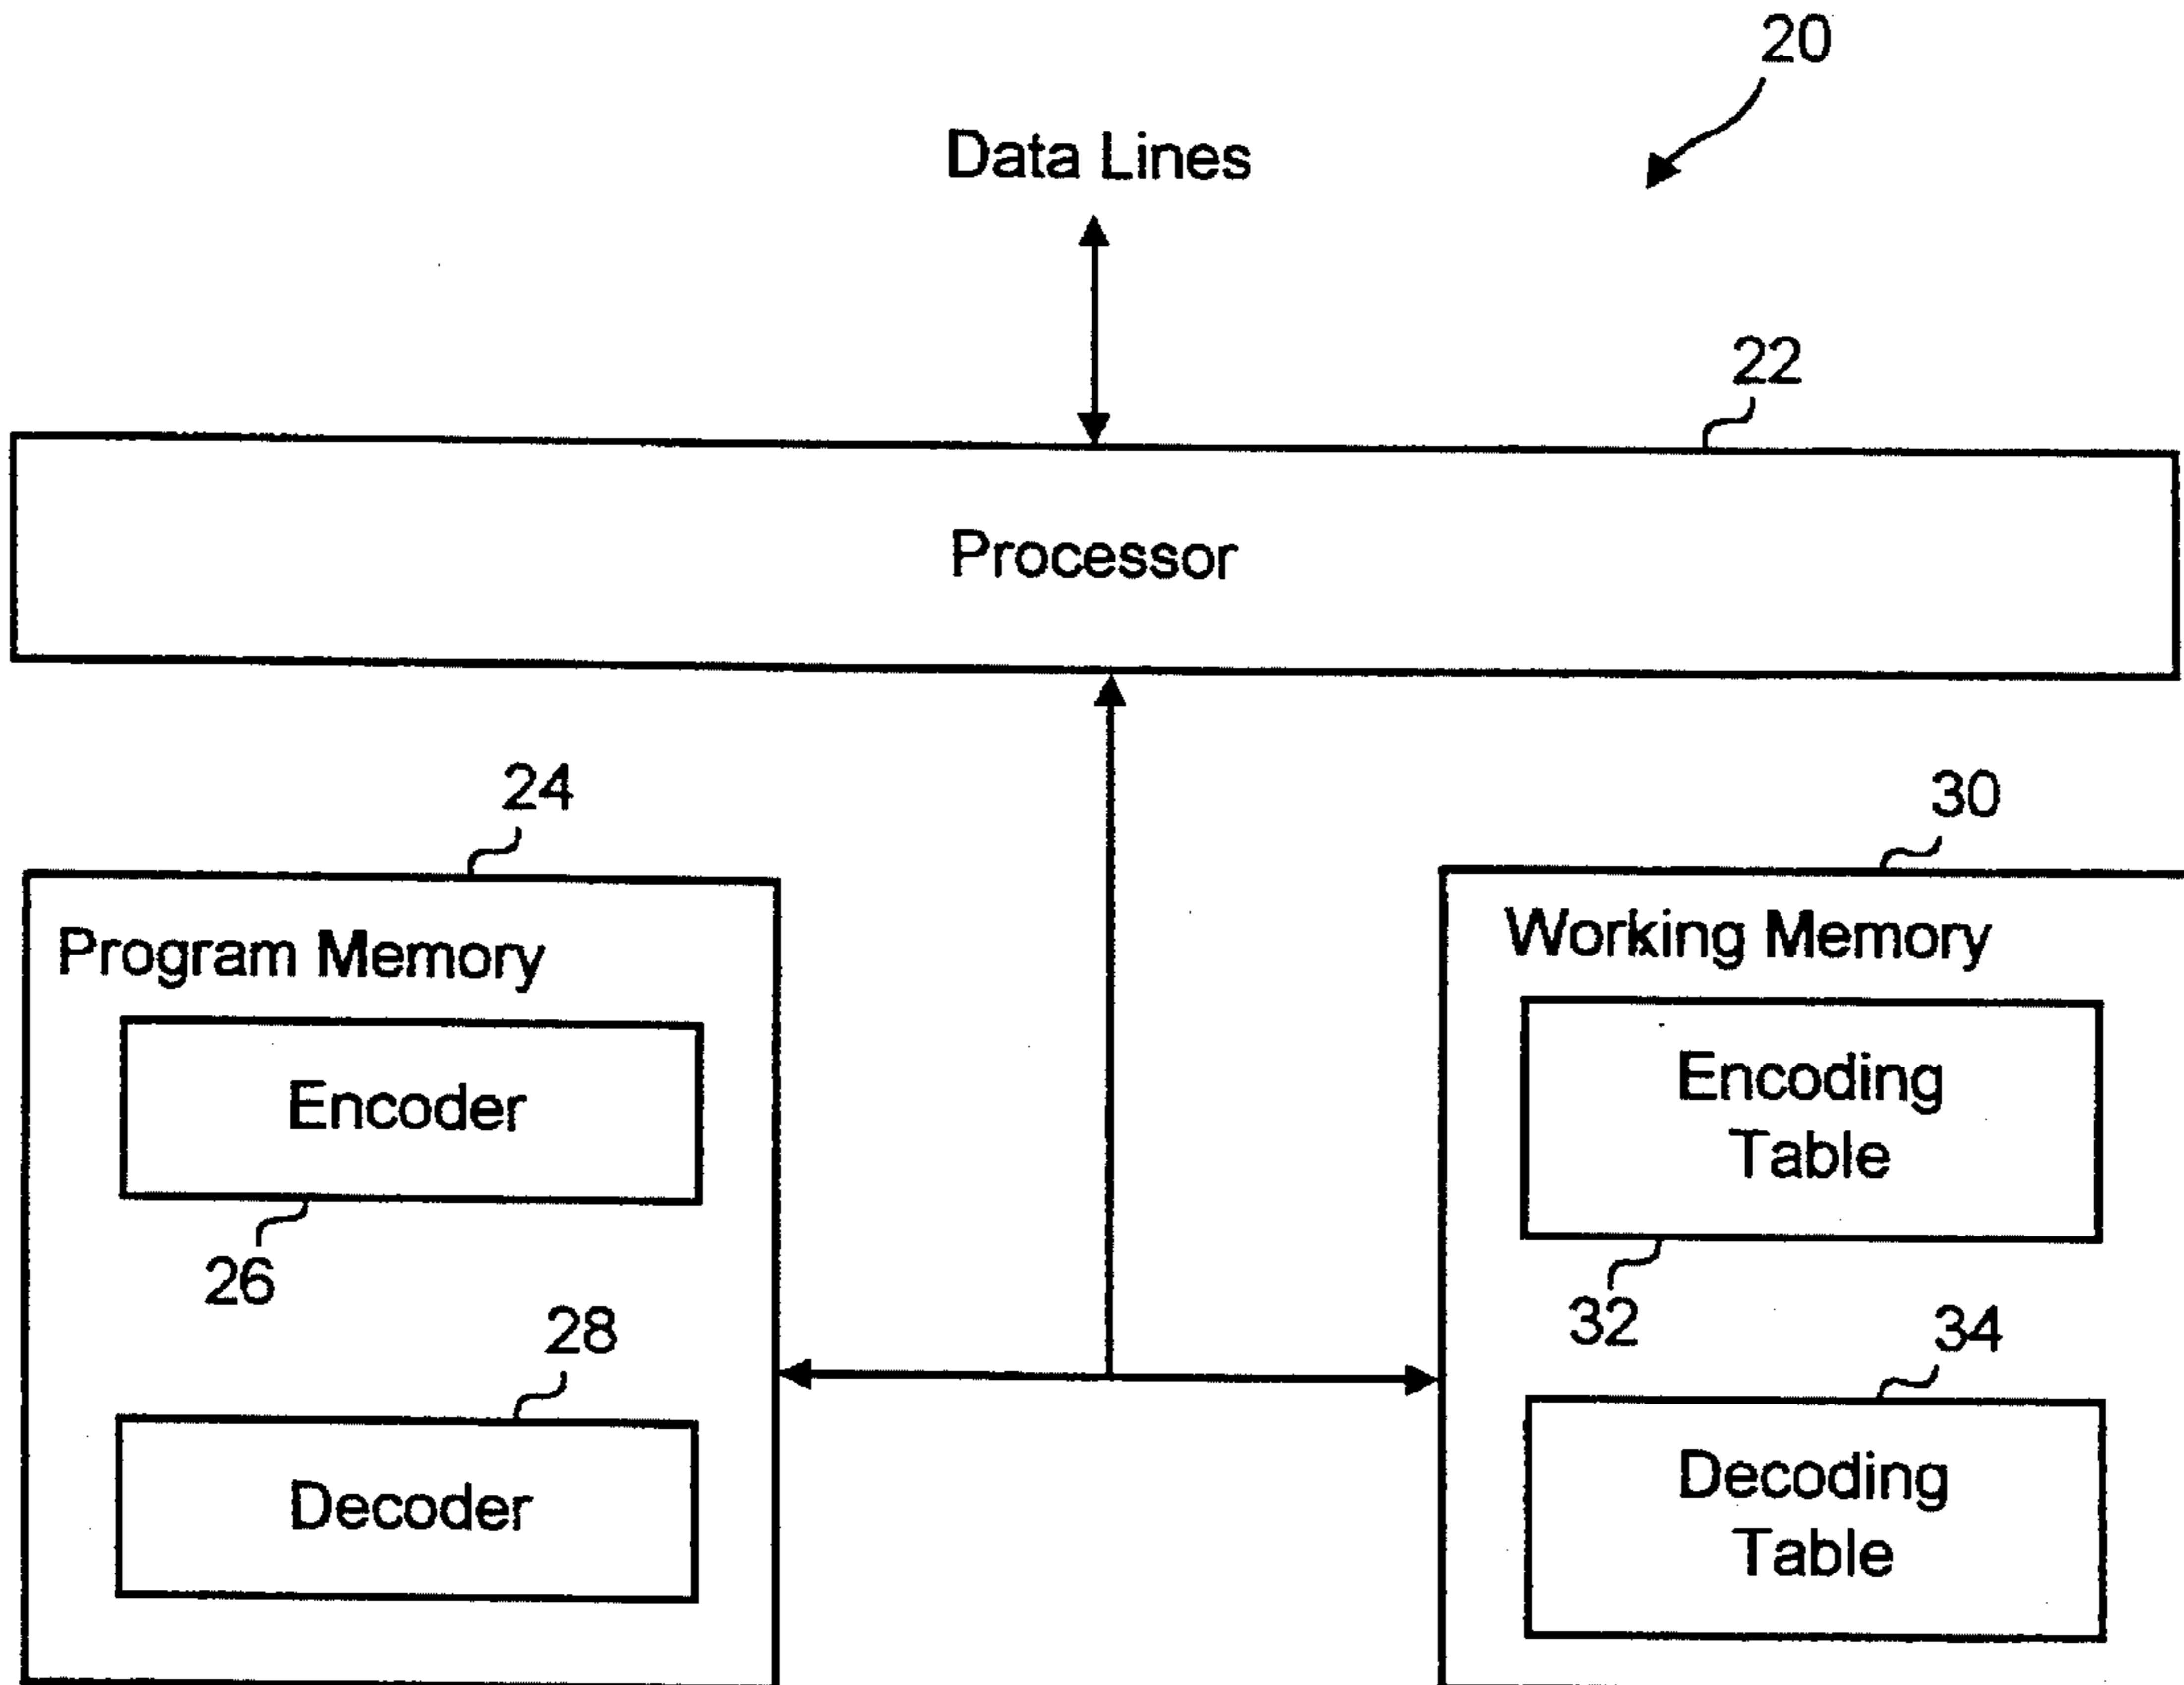 20
Data Lines
22
Processor
24
30
Program Memory
Working Memory
Encoder
Encoding
Table
26
32
28
34
Decoder
Decoding
Table